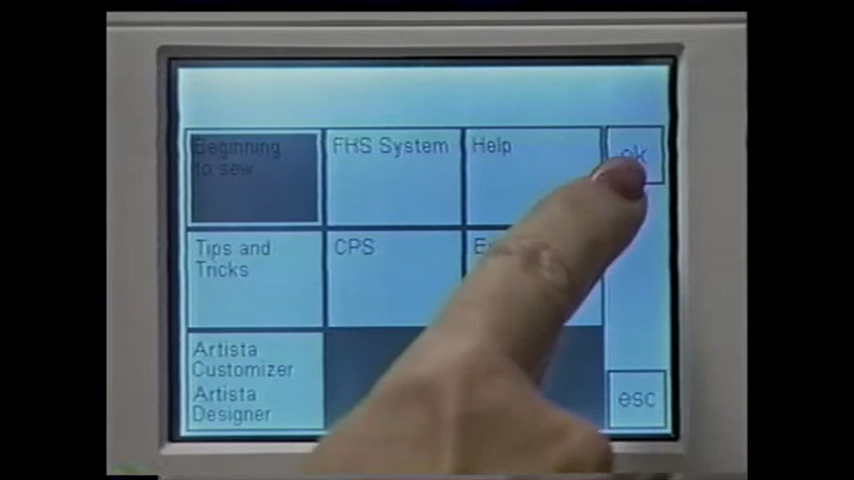 Beginning
to sew
FHS System
Help
ok
Tips and
Tricks
CPS
Artista
Customizer
Artista
Designer
esc